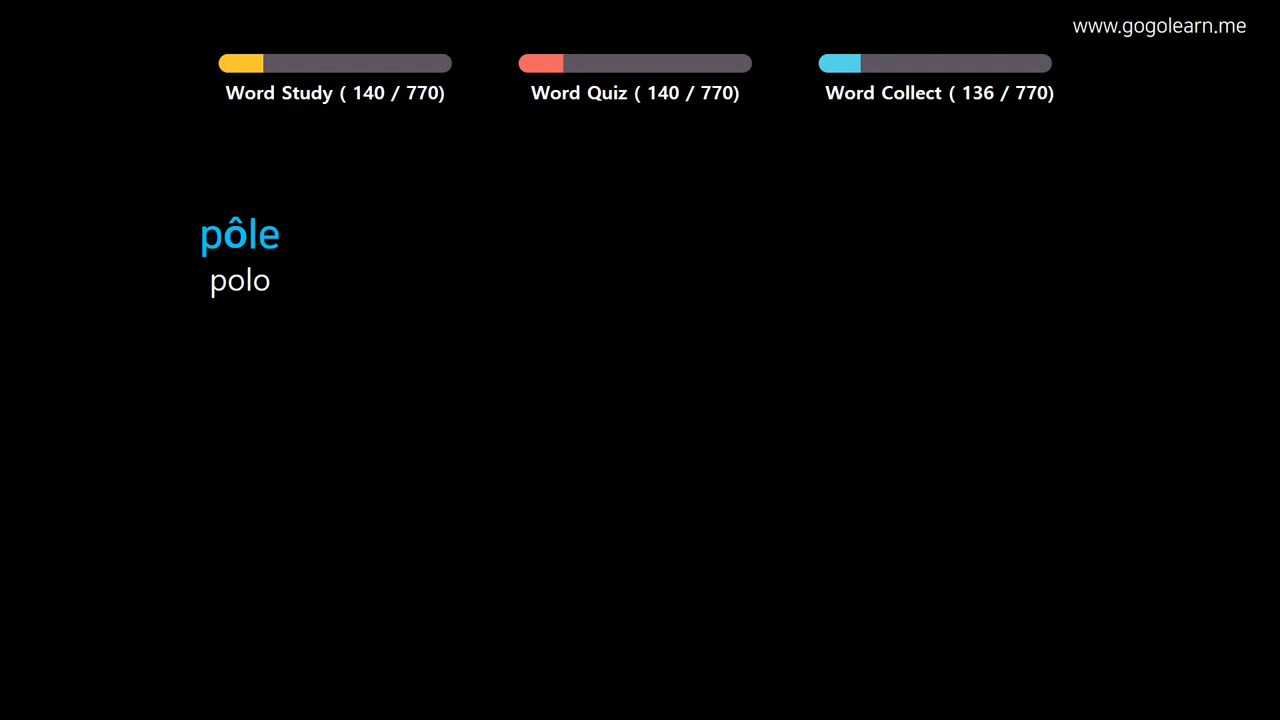 www.gogolearn.me
Word Study ( 140 / 770)
Word Quiz ( 140 / 770)
Word Collect ( 136 / 770)
pôle
polo